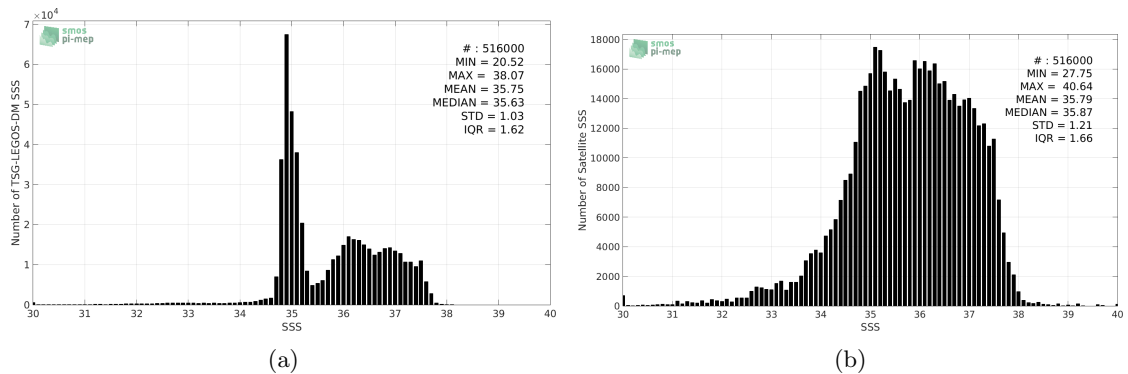 ×10⁴
smos
pi-mep
# : 516000
MIN = 20.52
MAX = 38.07
MEAN = 35.75
MEDIAN = 35.63
STD = 1.03
IQR = 1.62
Number of TSG-LEGOS-DM SSS
7
6
5
4
3
2
1
0
30 31 32 33 34 35 36 37 38 39 40
SSS
(a)
smos
pi-mep
# : 516000
MIN = 27.75
MAX = 40.64
MEAN = 35.79
MEDIAN = 35.87
STD = 1.21
IQR = 1.66
Number of Satellite SSS
18000
16000
14000
12000
10000
8000
6000
4000
2000
0
30 31 32 33 34 35 36 37 38 39 40
SSS
(b)